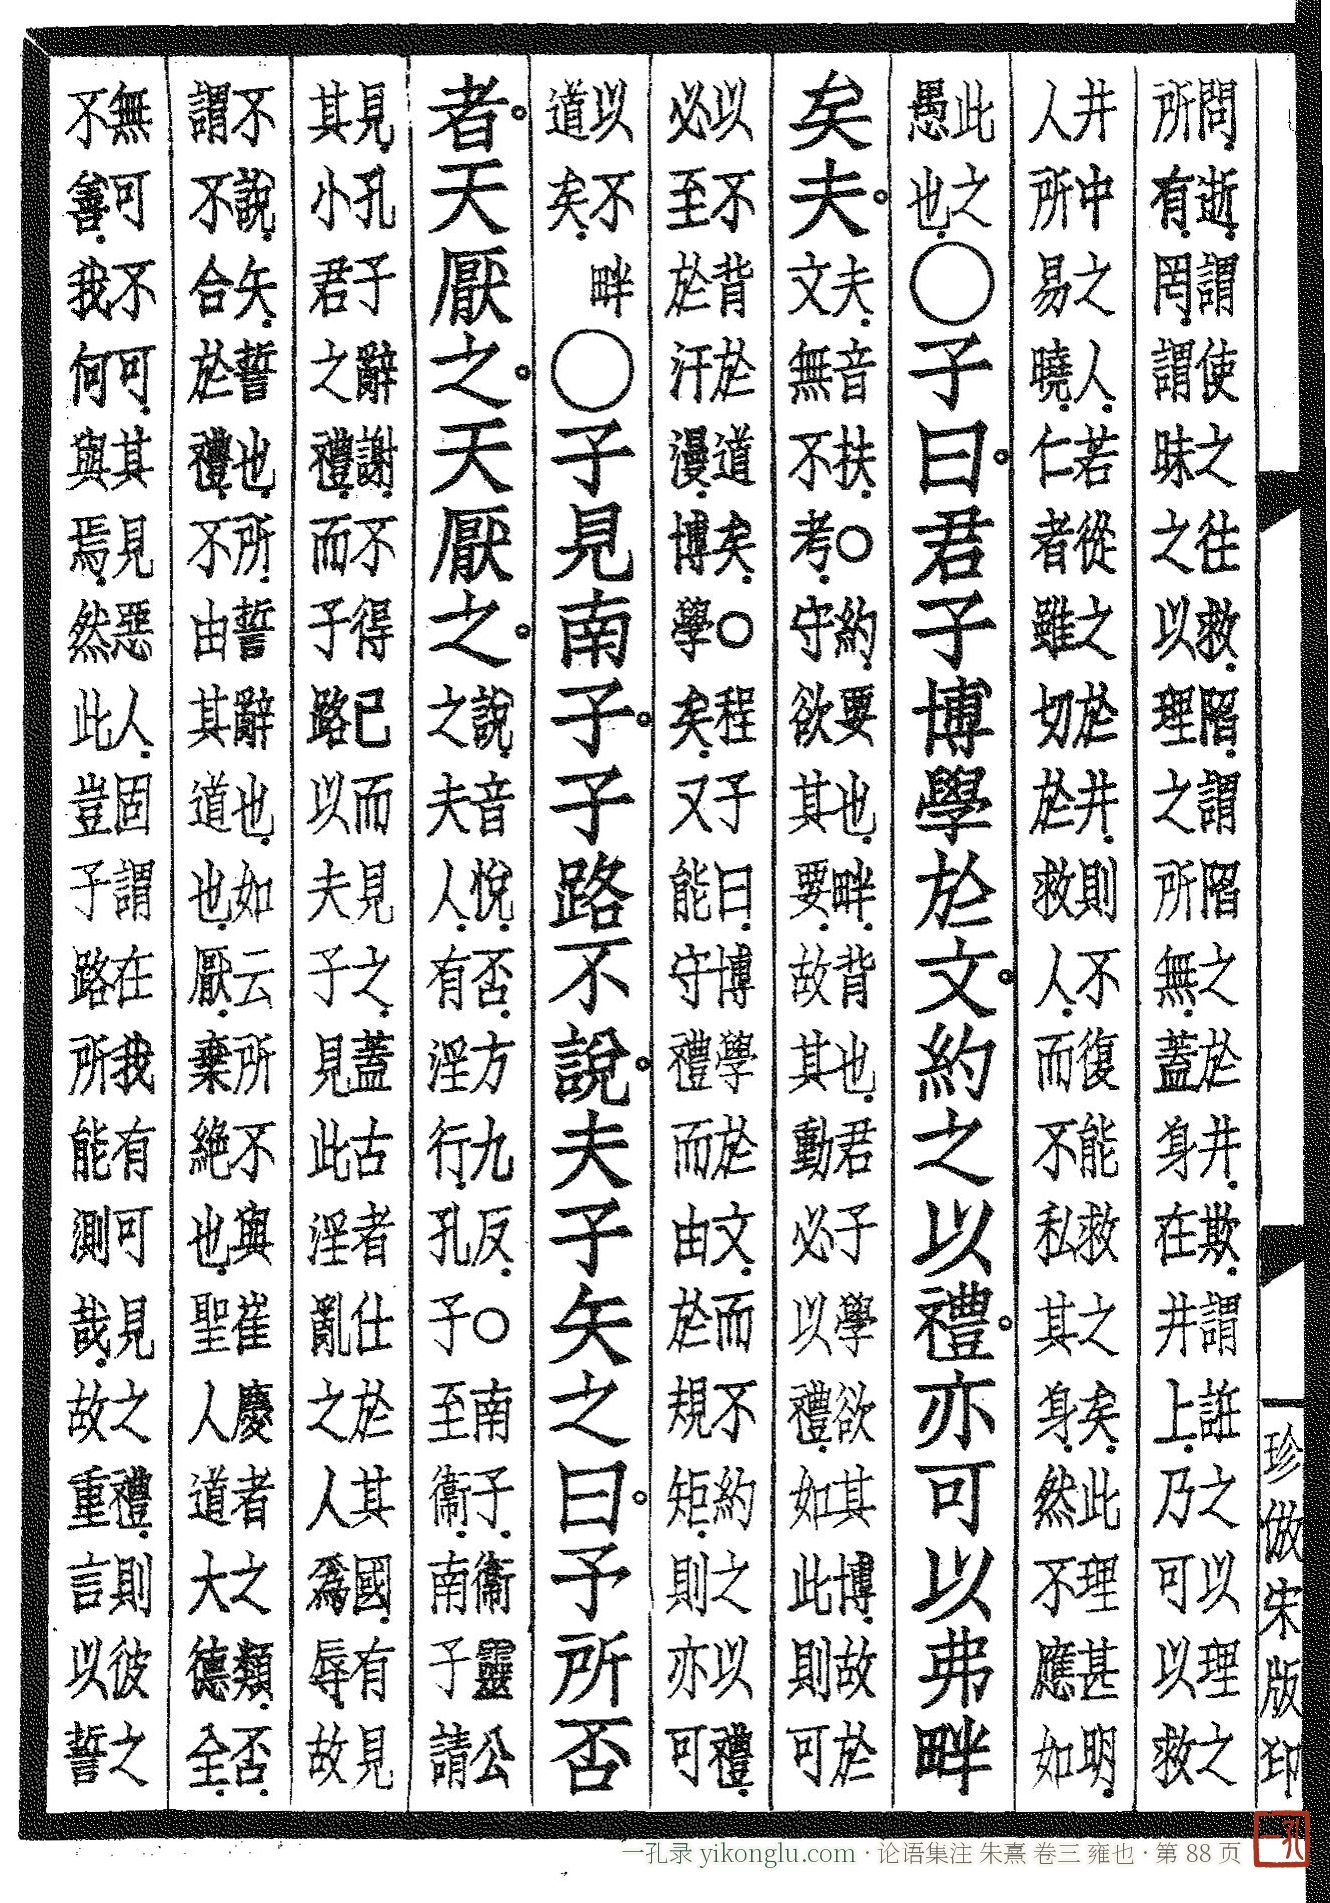 珍倣宋版印
問。逝。謂使之往救。陷。謂陷之於井。欺。謂誑之以理之
所有。罔。謂昧之以理之所無。蓋身在井上。乃可以救
井中之人。若從之於井。則不復能救之矣。此理甚明。
人所易曉。仁者雖切於救人。而不私其身。然不應如
此之
愚也。
○子曰。君子博學於文。約之以禮。亦可以弗畔
矣夫。
夫。音扶。○約。要也。畔。背也。君子學欲其博。故於
文無不考。守欲其要。故其動必以禮。如此則可
以不背於道矣。○程子曰。博學於文。而不約之以禮。
必至於汗漫。博學矣。又能守禮而由於規矩。則亦可
以不畔
道矣。
○子見南子。子路不說。夫子矢之曰。予所否
者。天厭之。天厭之。
說。音悅。否。方九反。○南子。衞靈公
之夫人。有淫行。孔子至衞。南子請
見。孔子辭謝。不得已而見之。蓋古者仕於其國。有見
其小君之禮。而子路以夫子見此淫亂之人爲辱。故
不說。矢。誓也。所。誓辭也。如云所不與崔慶者之類。否。
謂不合於禮。不由其道也。厭。棄絕也。聖人道大德全。
無可不可。其見惡人。固謂在我有可見之禮。則彼之
不善。我何與焉。然此豈子路所能測哉。故重言以誓
一孔录 yikonglu.com · 论语集注 朱熹 卷三 雍也 · 第 88 页
一孔